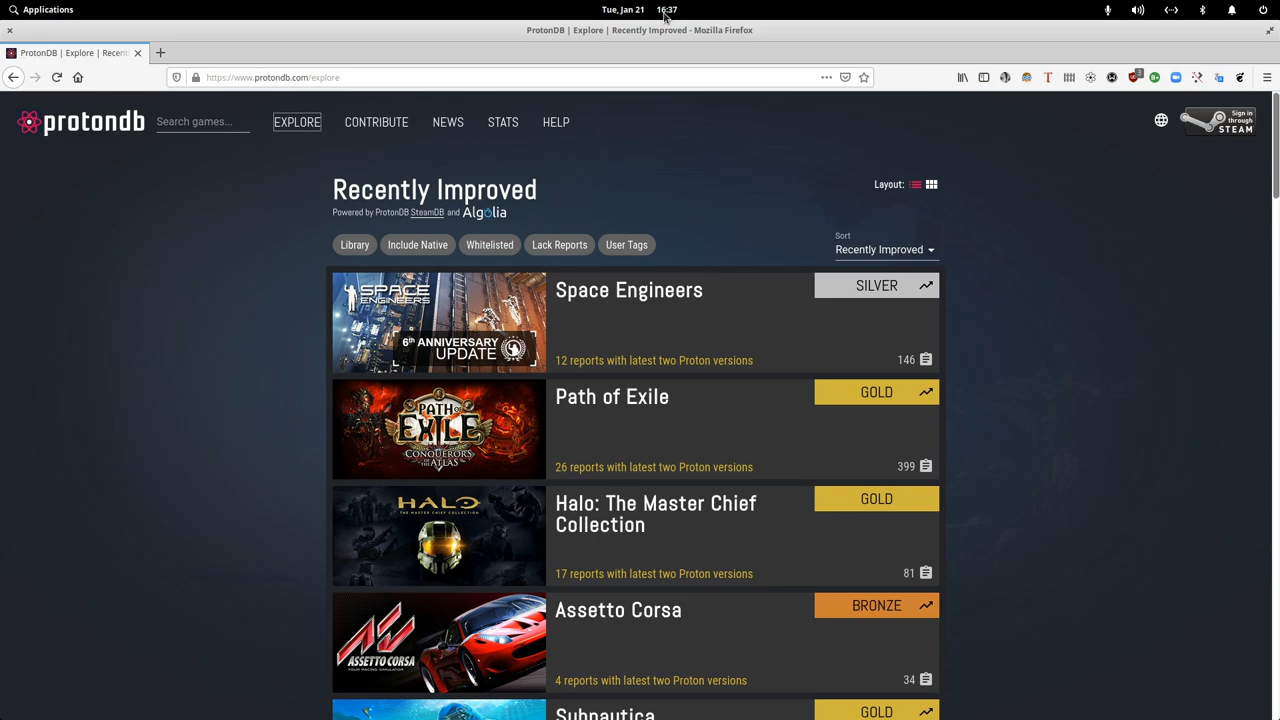 Applications
Tue, Jan 21 16:37
ProtonDB | Explore | Recently Improved - Mozilla Firefox
ProtonDB | Explore | Recent
https://www.protondb.com/explore
3
protondb
Search games...
EXPLORE
CONTRIBUTE
NEWS
STATS
HELP
Sign in
through
STEAM
Recently Improved
Layout:
Powered by ProtonDB SteamDB and Algolia
Library
Include Native
Whitelisted
Lack Reports
User Tags
Sort
Recently Improved
SPACE
ENGINEERS
6th ANNIVERSARY
UPDATE
Space Engineers
SILVER
12 reports with latest two Proton versions
146
PATH OF
EXILE
CONQUERORS
OF THE
ATLAS
Path of Exile
GOLD
26 reports with latest two Proton versions
399
HALO
THE MASTER CHIEF COLLECTION
Halo: The Master Chief
Collection
GOLD
17 reports with latest two Proton versions
81
ASSETTO CORSA
YOUR RACING SIMULATOR
Assetto Corsa
BRONZE
4 reports with latest two Proton versions
34
Subnautica
GOLD